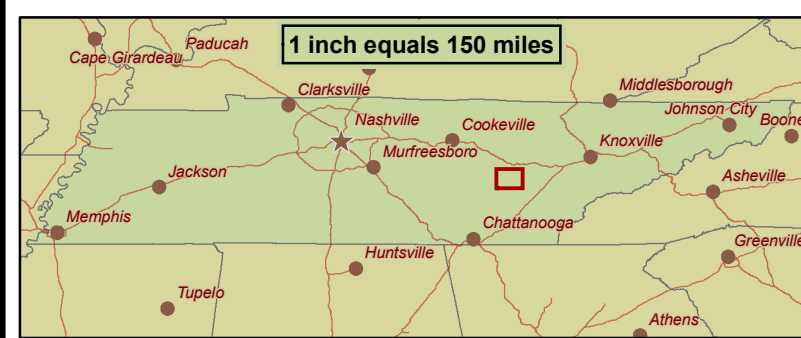 1 inch equals 150 miles
Paducah
Cape Girardeau
Clarksville
Middlesborough
Nashville
Cookeville
Johnson City
Boone
Murfreesboro
Knoxville
Jackson
Asheville
Memphis
Chattanooga
Huntsville
Greenville
Tupelo
Athens